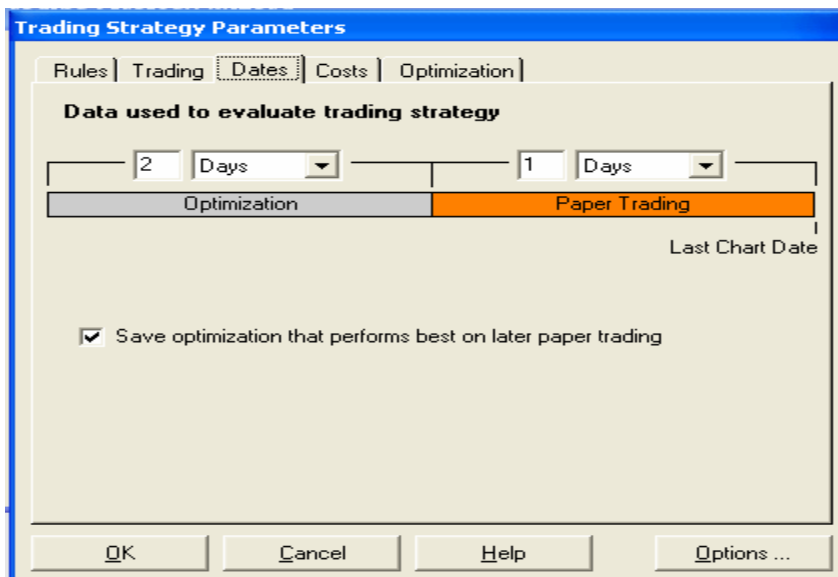 Trading Strategy Parameters
Rules Trading Dates Costs Optimization
Data used to evaluate trading strategy
2 Days 1 Days
Optimization Paper Trading
Last Chart Date
Save optimization that performs best on later paper trading
OK Cancel Help Options ...